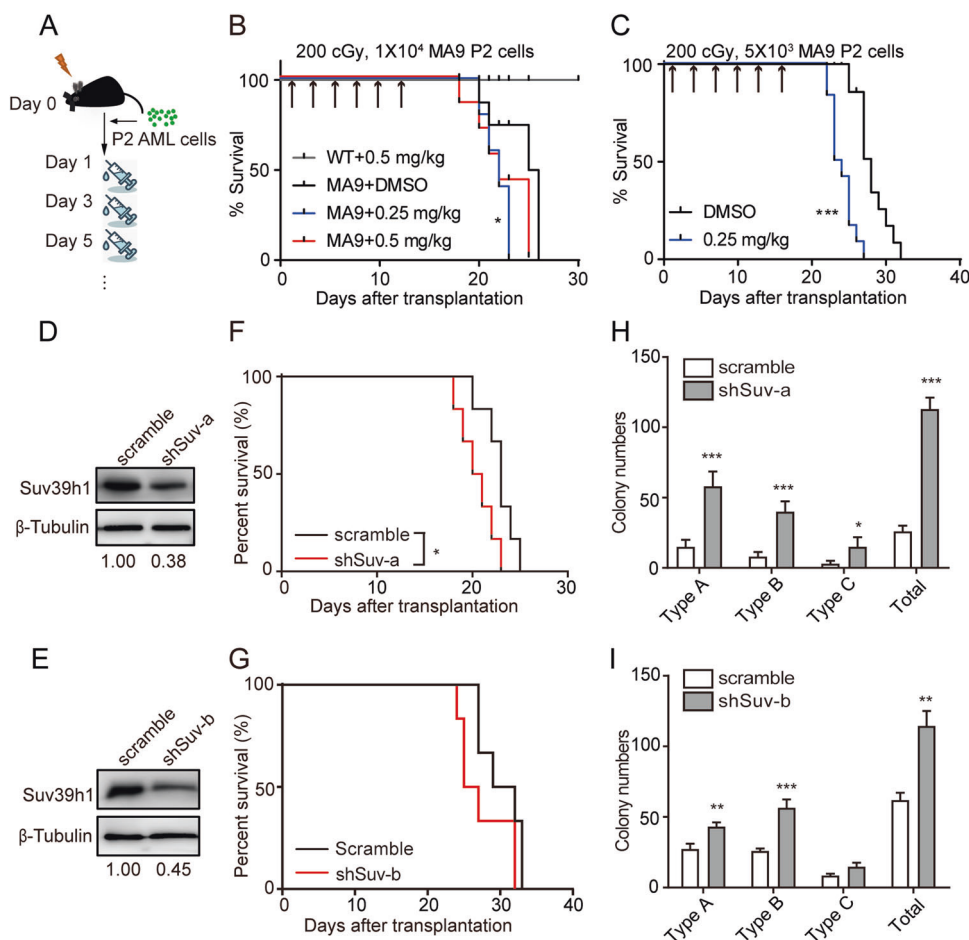 A
Day 0
P2 AML cells
Day 1
Day 3
Day 5
⋮
B
200 cGy, 1X10⁴ MA9 P2 cells
% Survival
100
50
0
WT+0.5 mg/kg
MA9+DMSO
MA9+0.25 mg/kg
MA9+0.5 mg/kg
*
0 10 20 30
Days after transplantation
C
200 cGy, 5X10³ MA9 P2 cells
% Survival
100
50
0
***
DMSO
0.25 mg/kg
0 10 20 30 40
Days after transplantation
D
scramble
shSuv-a
Suv39h1
β-Tubulin
1.00 0.38
F
Percent survival (%)
100
50
0
scramble
shSuv-a
*
0 10 20 30
Days after transplantation
H
Colony numbers
150
100
50
0
scramble
shSuv-a
***
***
*
***
Type A
Type B
Type C
Total
E
scramble
shSuv-b
Suv39h1
β-Tubulin
1.00 0.45
G
Percent survival (%)
100
50
0
Scramble
shSuv-b
0 10 20 30 40
Days after transplantation
I
Colony numbers
150
100
50
0
scramble
shSuv-b
**
***
**
Type A
Type B
Type C
Total